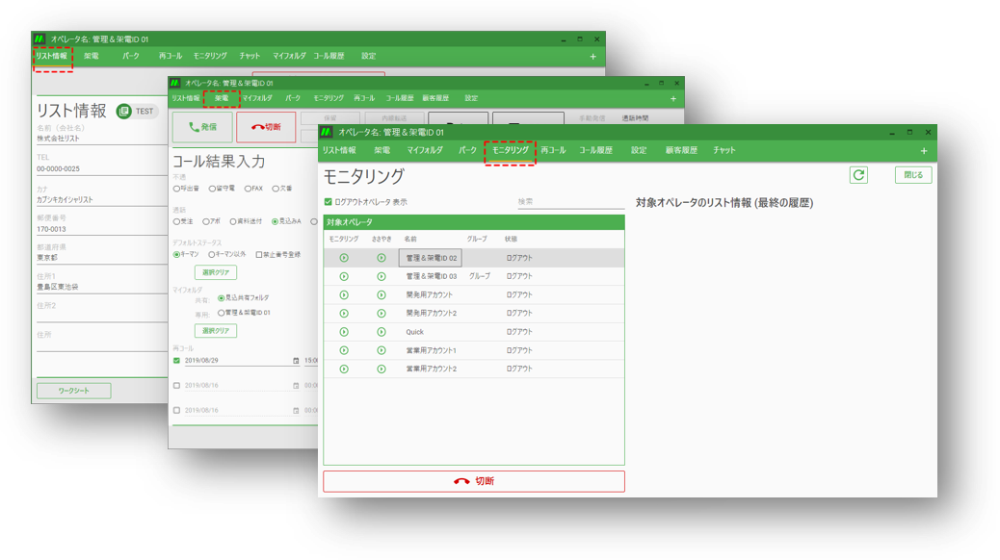 オペレータ名: 管理＆架電ID 01
リスト情報 架電 パーク 再コール モニタリング チャット マイフォルダ コール履歴 設定 +
リスト情報 TEST
名前（会社名）
株式会社リスト
TEL
00-0000-0025
カナ
カブシキカイシャリスト
郵便番号
170-0013
都道府県
東京都
住所1
豊島区東池袋
住所2
住所
ワークシート
オペレータ名: 管理＆架電ID 01
リスト情報 架電 マイフォルダ パーク モニタリング 再コール コール履歴 顧客履歴 設定 +
発信 切断 保留 内線転送 手動発信 通話時間
コール結果入力
不通
呼出音 留守電 FAX 欠番
通話
受注 アポ 資料送付 見込みA
デフォルトステータス
キーマン キーマン以外 禁止番号登録
選択クリア
マイフォルダ
共有: 見込共有フォルダ
専用: 管理＆架電ID 01
選択クリア
再コール
2019/08/29 15:00
2019/08/16 00:00
2019/08/16 00:00
オペレータ名: 管理＆架電ID 01
リスト情報 架電 マイフォルダ パーク モニタリング 再コール コール履歴 設定 顧客履歴 チャット +
モニタリング 閉じる
ログアウトオペレータ 表示 検索
対象オペレータのリスト情報 (最終の履歴)
対象オペレータ
モニタリング ささやき 名前 グループ 状態
管理＆架電ID 02 ログアウト
管理＆架電ID 03 グループ ログアウト
開発用アカウント ログアウト
開発用アカウント2 ログアウト
Quick ログアウト
営業用アカウント1 ログアウト
営業用アカウント2 ログアウト
切断